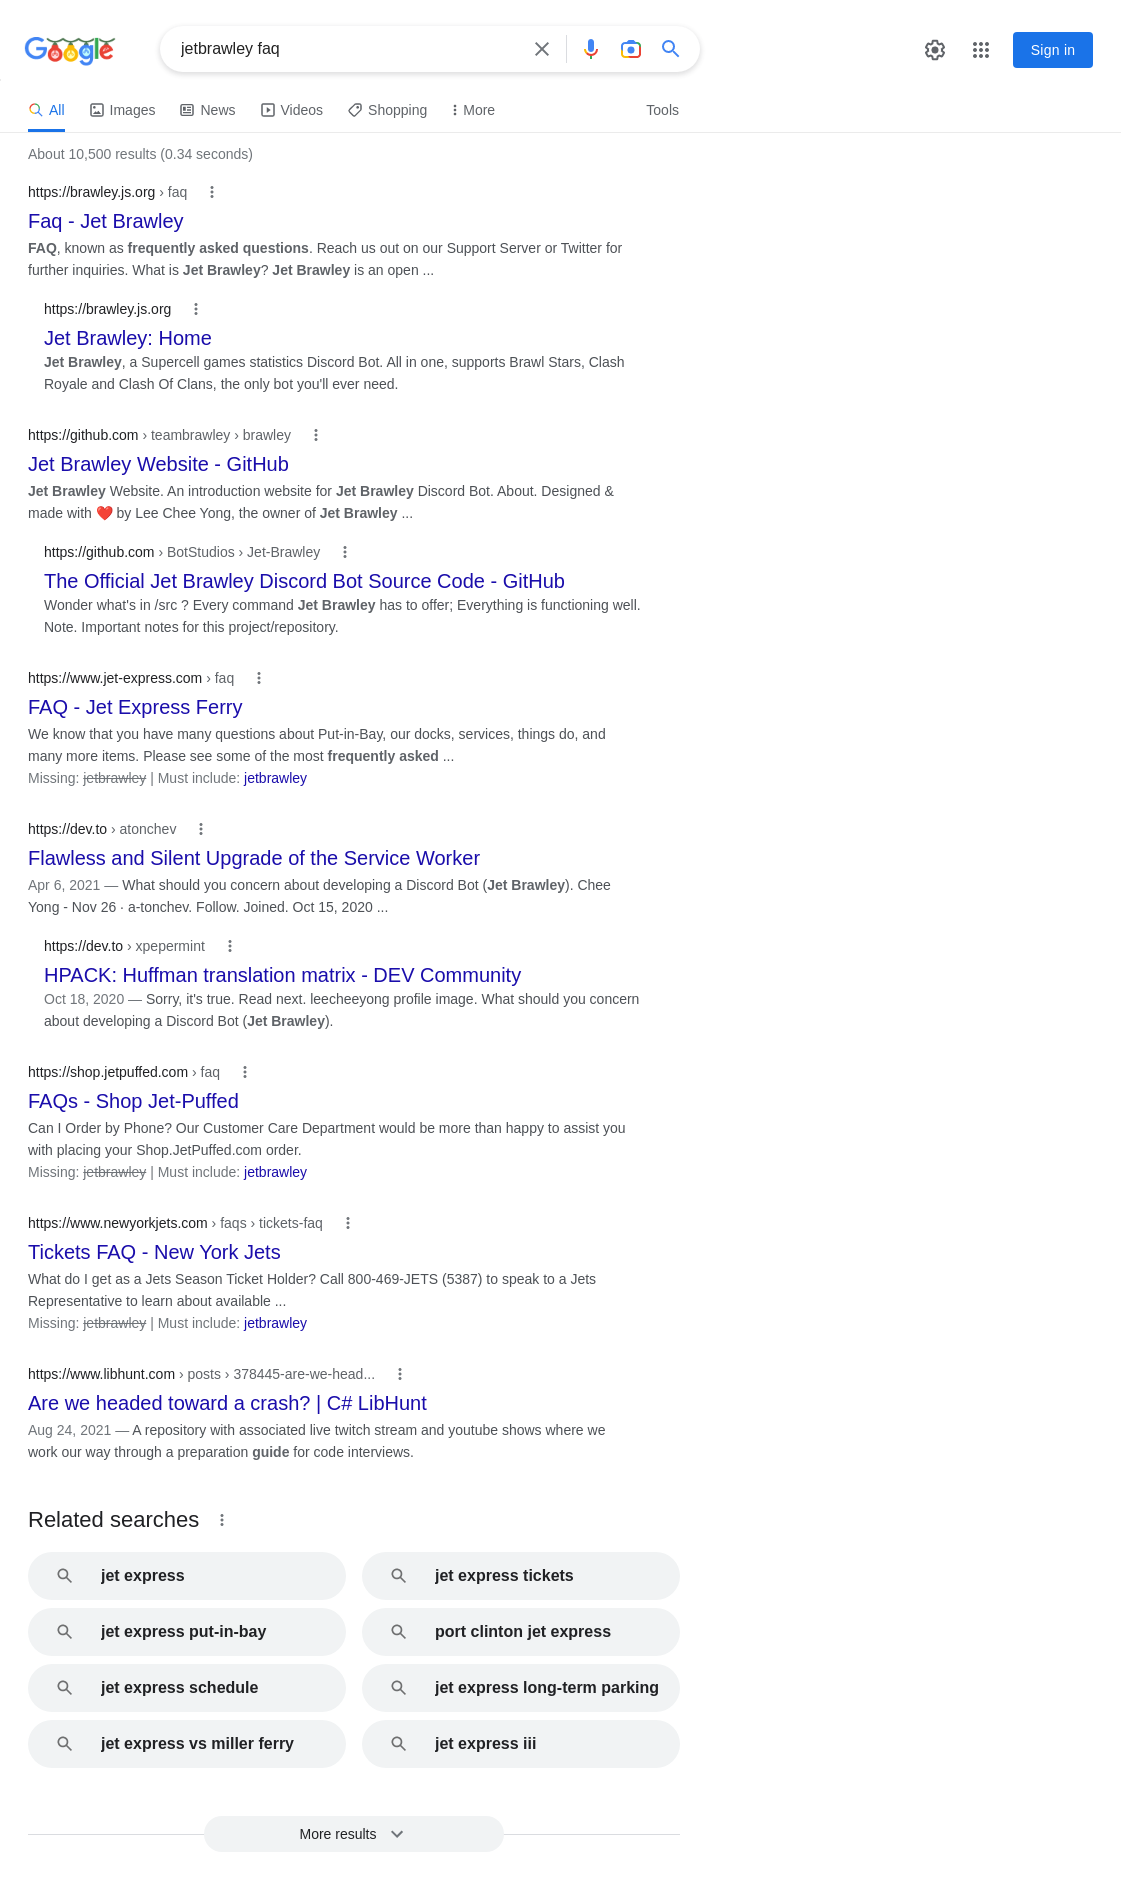 Google
jetbrawley faq
Sign in
All Images News Videos Shopping More Tools
About 10,500 results (0.34 seconds)
https://brawley.js.org › faq
Faq - Jet Brawley
FAQ, known as frequently asked questions. Reach us out on our Support Server or Twitter for
further inquiries. What is Jet Brawley? Jet Brawley is an open ...
https://brawley.js.org
Jet Brawley: Home
Jet Brawley, a Supercell games statistics Discord Bot. All in one, supports Brawl Stars, Clash
Royale and Clash Of Clans, the only bot you'll ever need.
https://github.com › teambrawley › brawley
Jet Brawley Website - GitHub
Jet Brawley Website. An introduction website for Jet Brawley Discord Bot. About. Designed &
made with ❤️ by Lee Chee Yong, the owner of Jet Brawley ...
https://github.com › BotStudios › Jet-Brawley
The Official Jet Brawley Discord Bot Source Code - GitHub
Wonder what's in /src ? Every command Jet Brawley has to offer; Everything is functioning well.
Note. Important notes for this project/repository.
https://www.jet-express.com › faq
FAQ - Jet Express Ferry
We know that you have many questions about Put-in-Bay, our docks, services, things do, and
many more items. Please see some of the most frequently asked ...
Missing: jetbrawley | Must include: jetbrawley
https://dev.to › atonchev
Flawless and Silent Upgrade of the Service Worker
Apr 6, 2021 — What should you concern about developing a Discord Bot (Jet Brawley). Chee
Yong - Nov 26 · a-tonchev. Follow. Joined. Oct 15, 2020 ...
https://dev.to › xpepermint
HPACK: Huffman translation matrix - DEV Community
Oct 18, 2020 — Sorry, it's true. Read next. leecheeyong profile image. What should you concern
about developing a Discord Bot (Jet Brawley).
https://shop.jetpuffed.com › faq
FAQs - Shop Jet-Puffed
Can I Order by Phone? Our Customer Care Department would be more than happy to assist you
with placing your Shop.JetPuffed.com order.
Missing: jetbrawley | Must include: jetbrawley
https://www.newyorkjets.com › faqs › tickets-faq
Tickets FAQ - New York Jets
What do I get as a Jets Season Ticket Holder? Call 800-469-JETS (5387) to speak to a Jets
Representative to learn about available ...
Missing: jetbrawley | Must include: jetbrawley
https://www.libhunt.com › posts › 378445-are-we-head...
Are we headed toward a crash? | C# LibHunt
Aug 24, 2021 — A repository with associated live twitch stream and youtube shows where we
work our way through a preparation guide for code interviews.
Related searches
jet express
jet express tickets
jet express put-in-bay
port clinton jet express
jet express schedule
jet express long-term parking
jet express vs miller ferry
jet express iii
More results